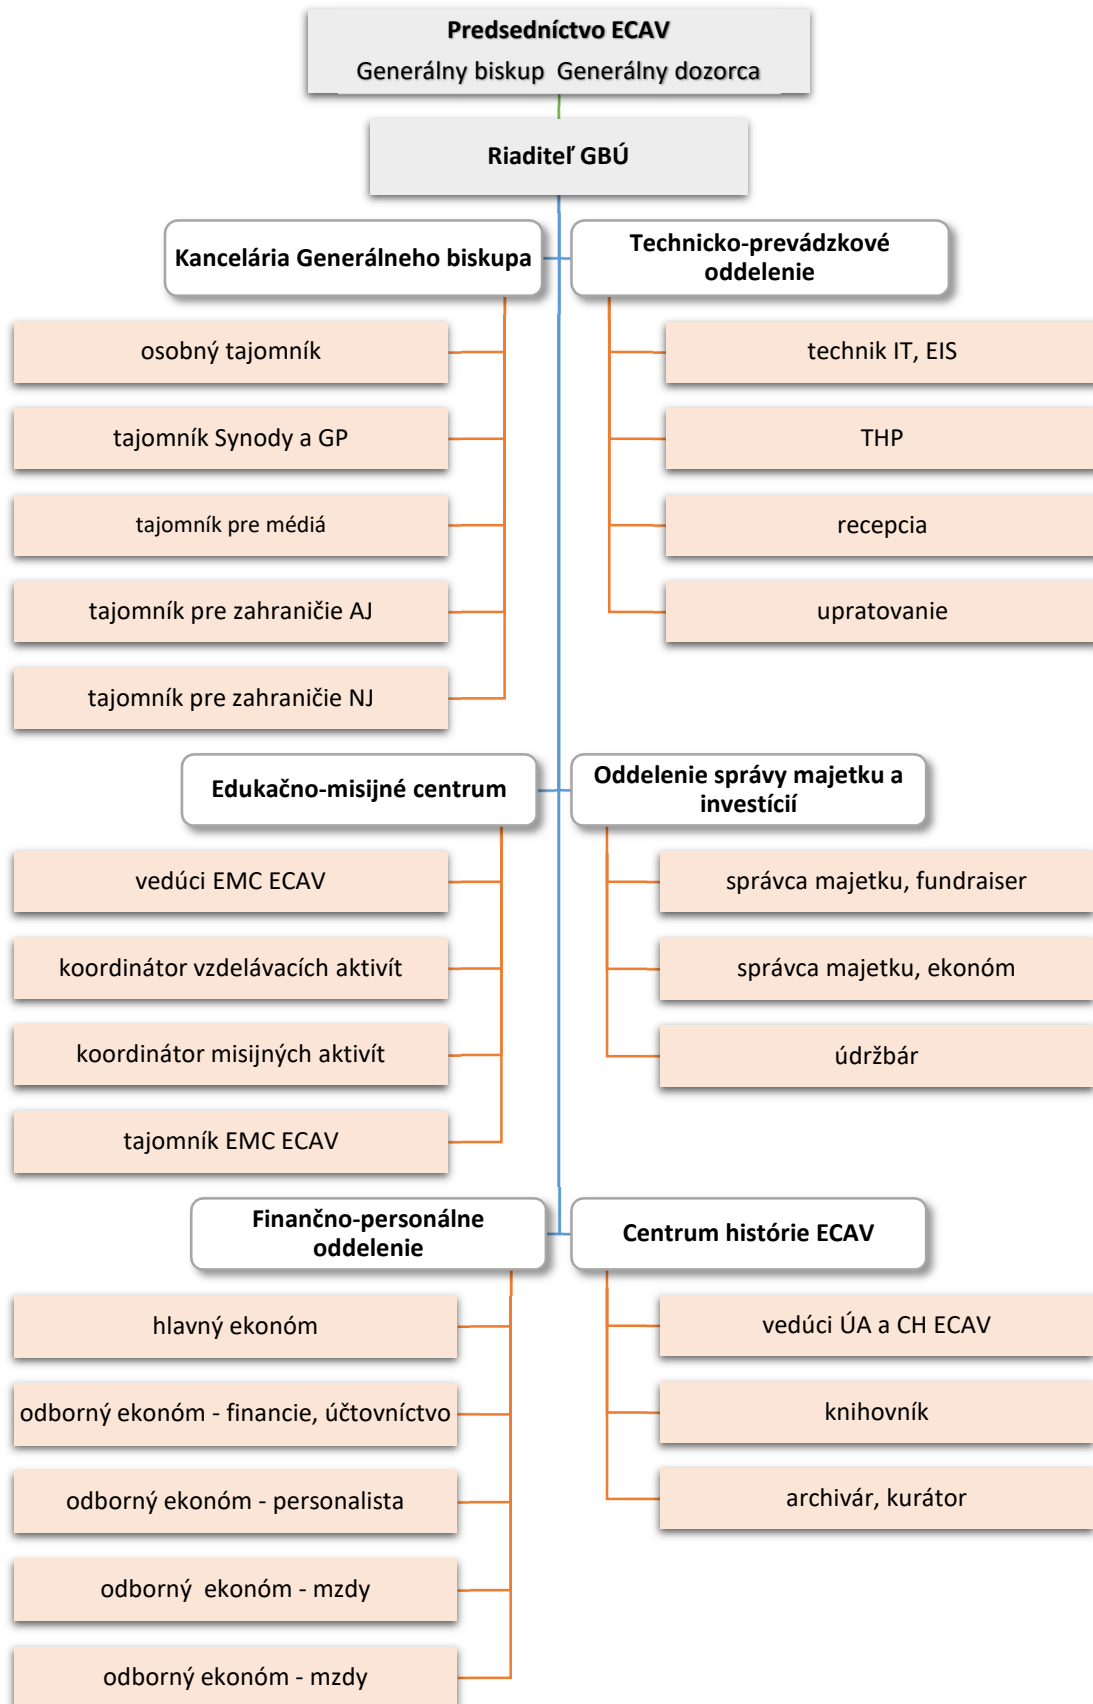 Predsedníctvo ECAV
Generálny biskup  Generálny dozorca
Riaditeľ GBÚ
Kancelária Generálneho biskupa
osobný tajomník
tajomník Synody a GP
tajomník pre médiá
tajomník pre zahraničie AJ
tajomník pre zahraničie NJ
Technicko-prevádzkové
oddelenie
technik IT, EIS
THP
recepcia
upratovanie
Edukačno-misijné centrum
vedúci EMC ECAV
koordinátor vzdelávacích aktivít
koordinátor misijných aktivít
tajomník EMC ECAV
Oddelenie správy majetku a
investícií
správca majetku, fundraiser
správca majetku, ekonóm
údržbár
Finančno-personálne
oddelenie
hlavný ekonóm
odborný ekonóm - financie, účtovníctvo
odborný ekonóm - personalista
odborný  ekonóm - mzdy
odborný ekonóm - mzdy
Centrum histórie ECAV
vedúci ÚA a CH ECAV
knihovník
archivár, kurátor